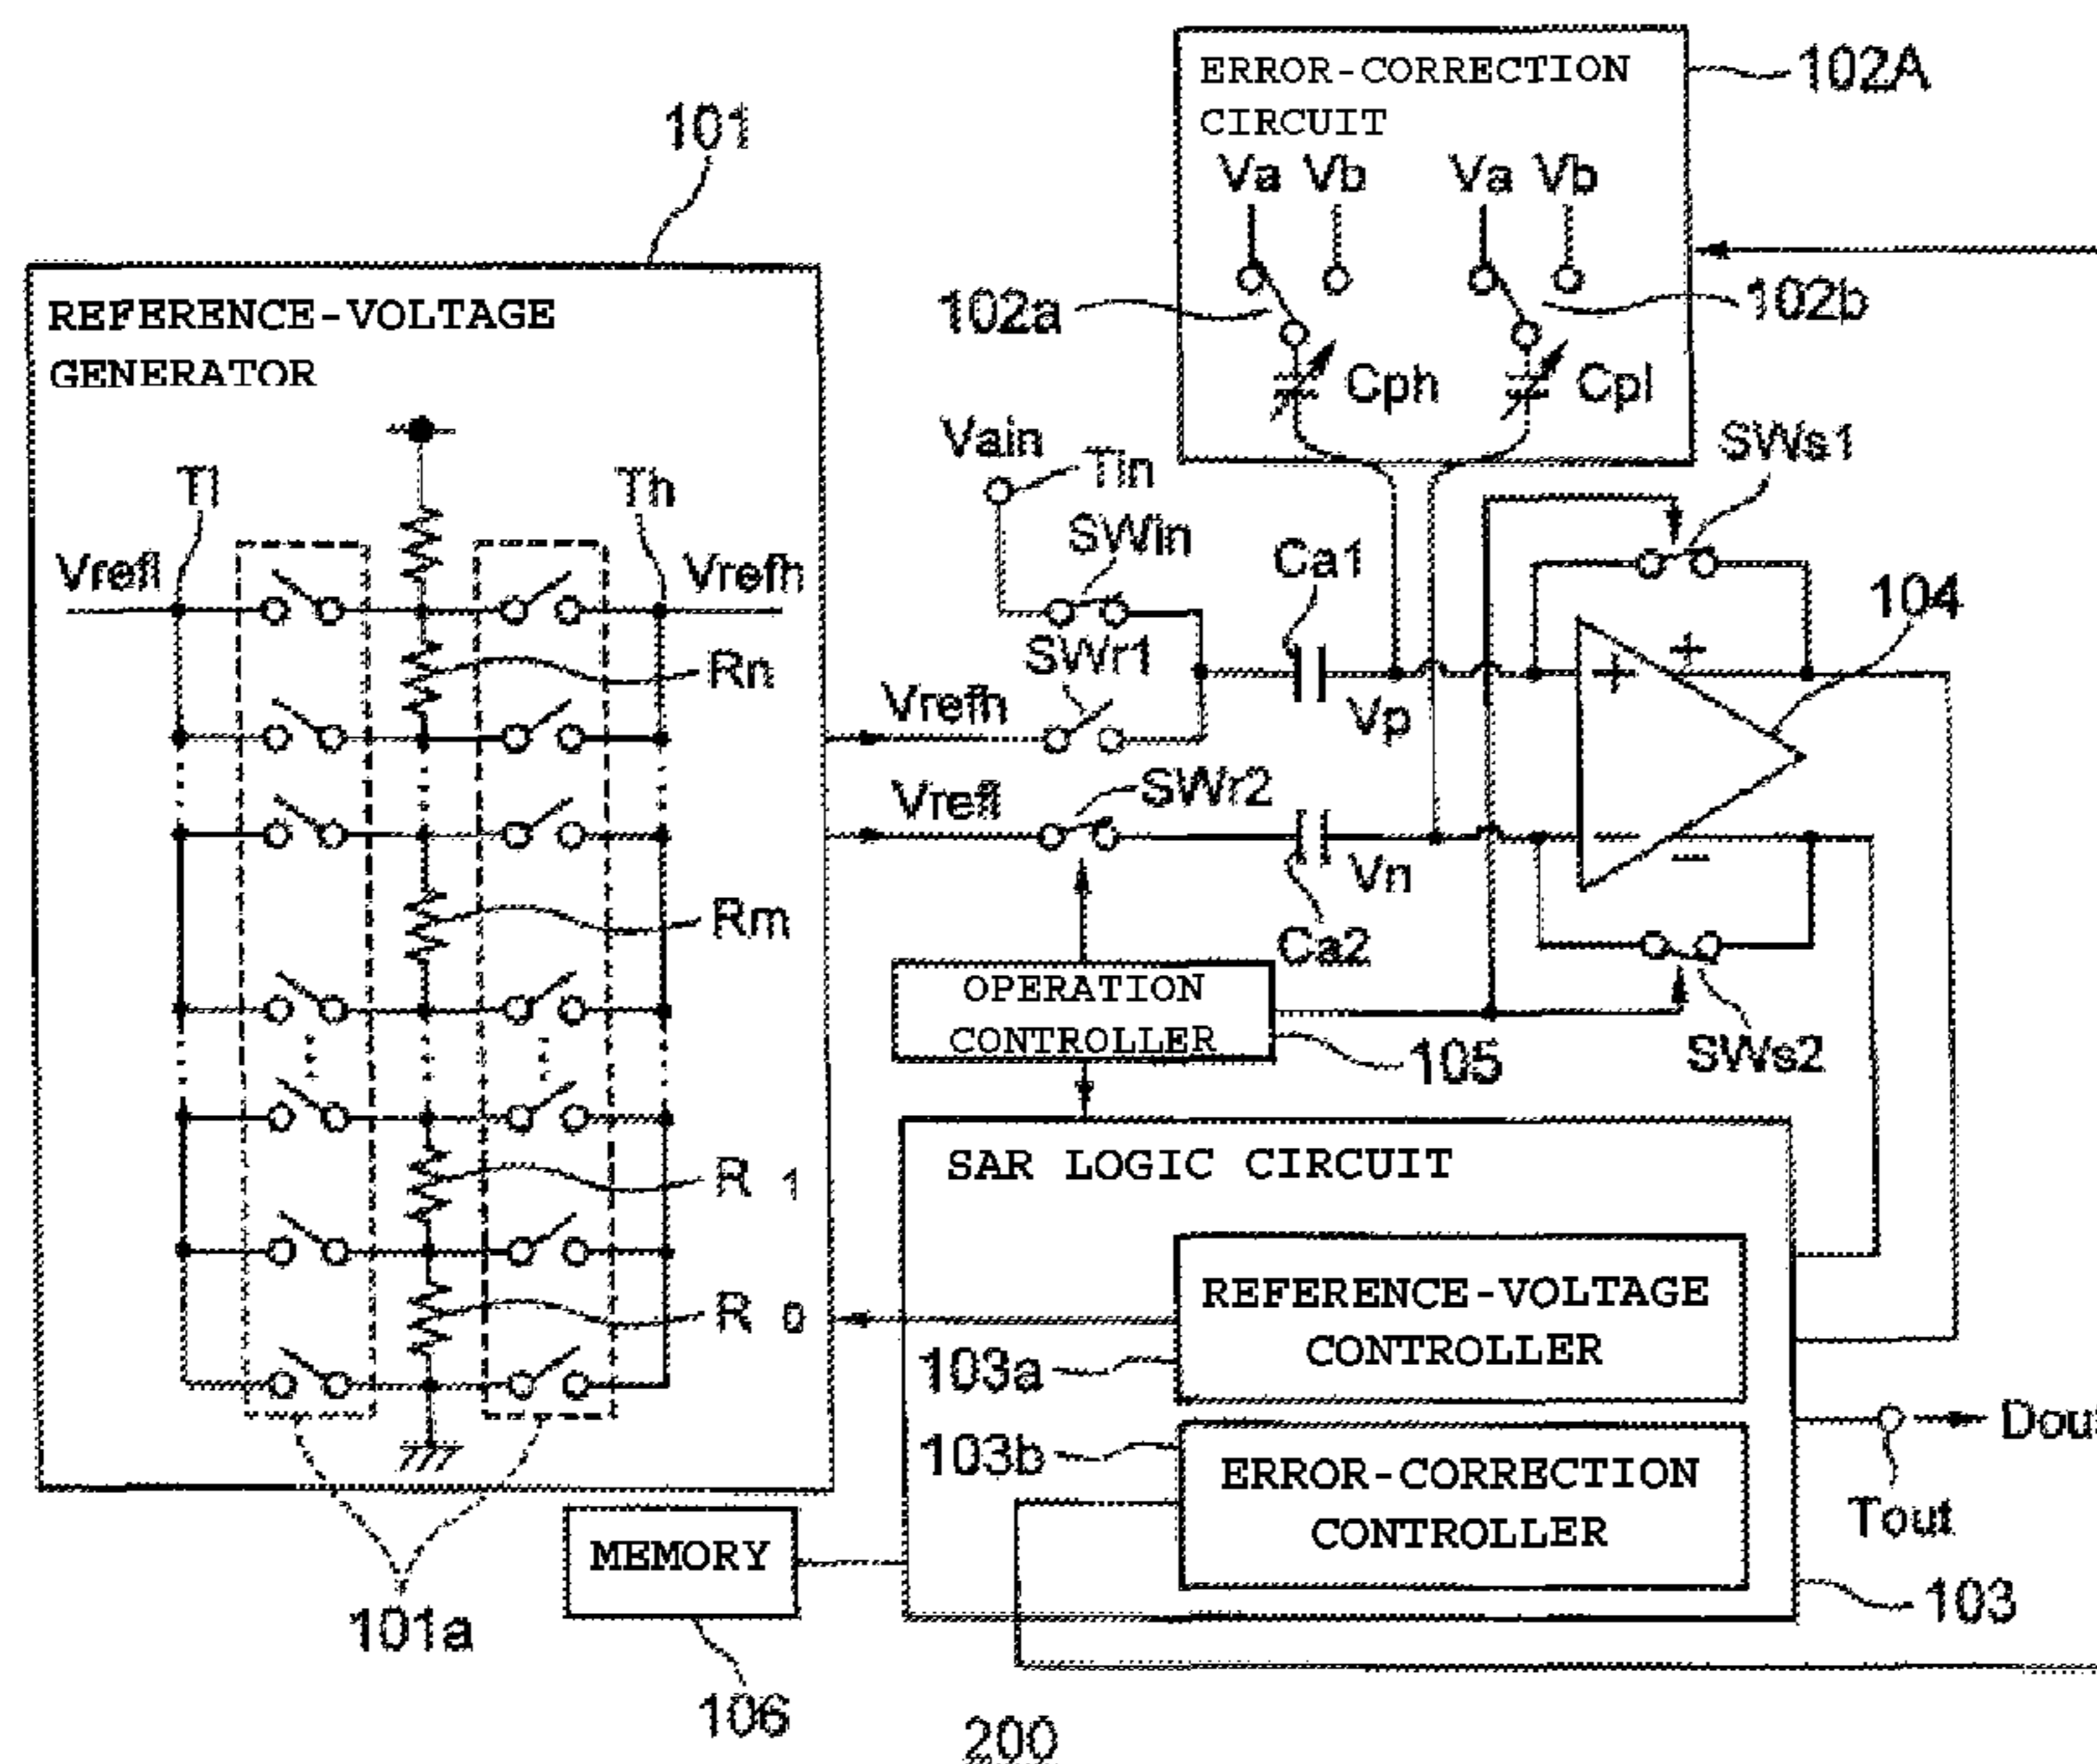 ERROR-CORRECTION
CIRCUIT
102A
Va Vb Va Vb
102a
102b
Cph
Cpl
101
REFERENCE-VOLTAGE
GENERATOR
Tl
Th
Vrefl
Vrefh
Rn
Rm
R 1
R 0
101a
Vain
Tin
SWin
SWr1
Vrefh
Vrefl
SWr2
Ca1
Vp
Vn
Ca2
SWs1
104
+
+
−
−
SWs2
OPERATION
CONTROLLER
105
SAR LOGIC CIRCUIT
REFERENCE-VOLTAGE
CONTROLLER
103a
103b
ERROR-CORRECTION
CONTROLLER
Dout
Tout
103
MEMORY
106
200